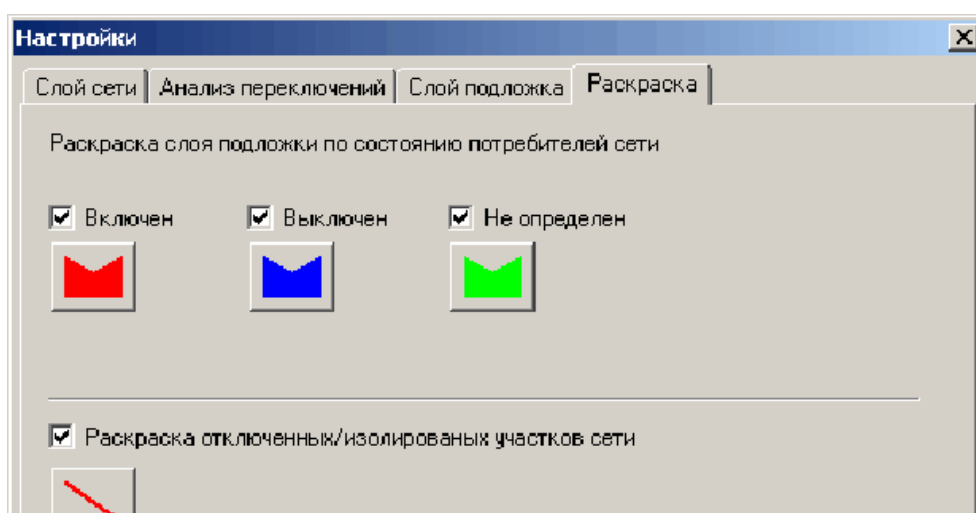 Настройки
Слой сети Анализ переключений Слой подложка Раскраска
Раскраска слоя подложки по состоянию потребителей сети
Включен Выключен Не определен
Раскраска отключенных/изолированых участков сети